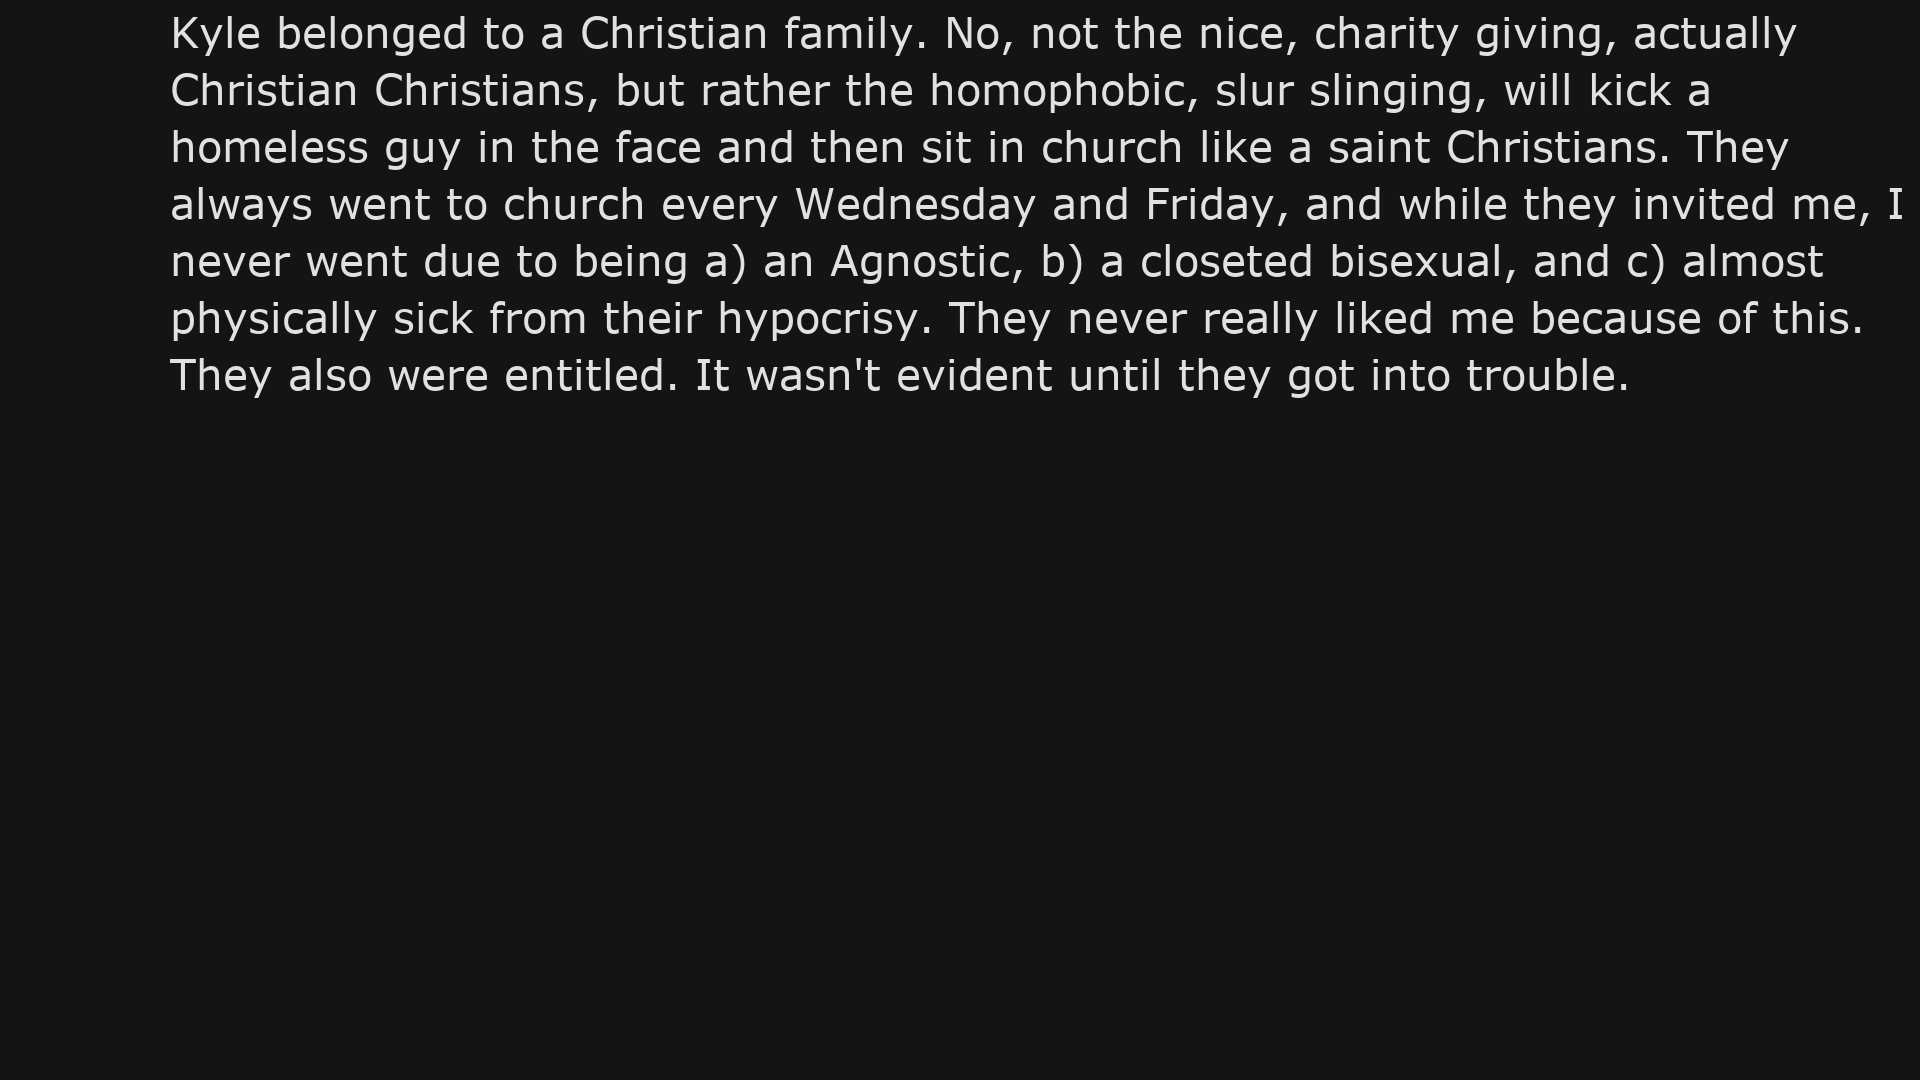 Kyle belonged to a Christian family. No, not the nice, charity giving, actually
Christian Christians, but rather the homophobic, slur slinging, will kick a
homeless guy in the face and then sit in church like a saint Christians. They
always went to church every Wednesday and Friday, and while they invited me, I
never went due to being a) an Agnostic, b) a closeted bisexual, and c) almost
physically sick from their hypocrisy. They never really liked me because of this.
They also were entitled. It wasn't evident until they got into trouble.